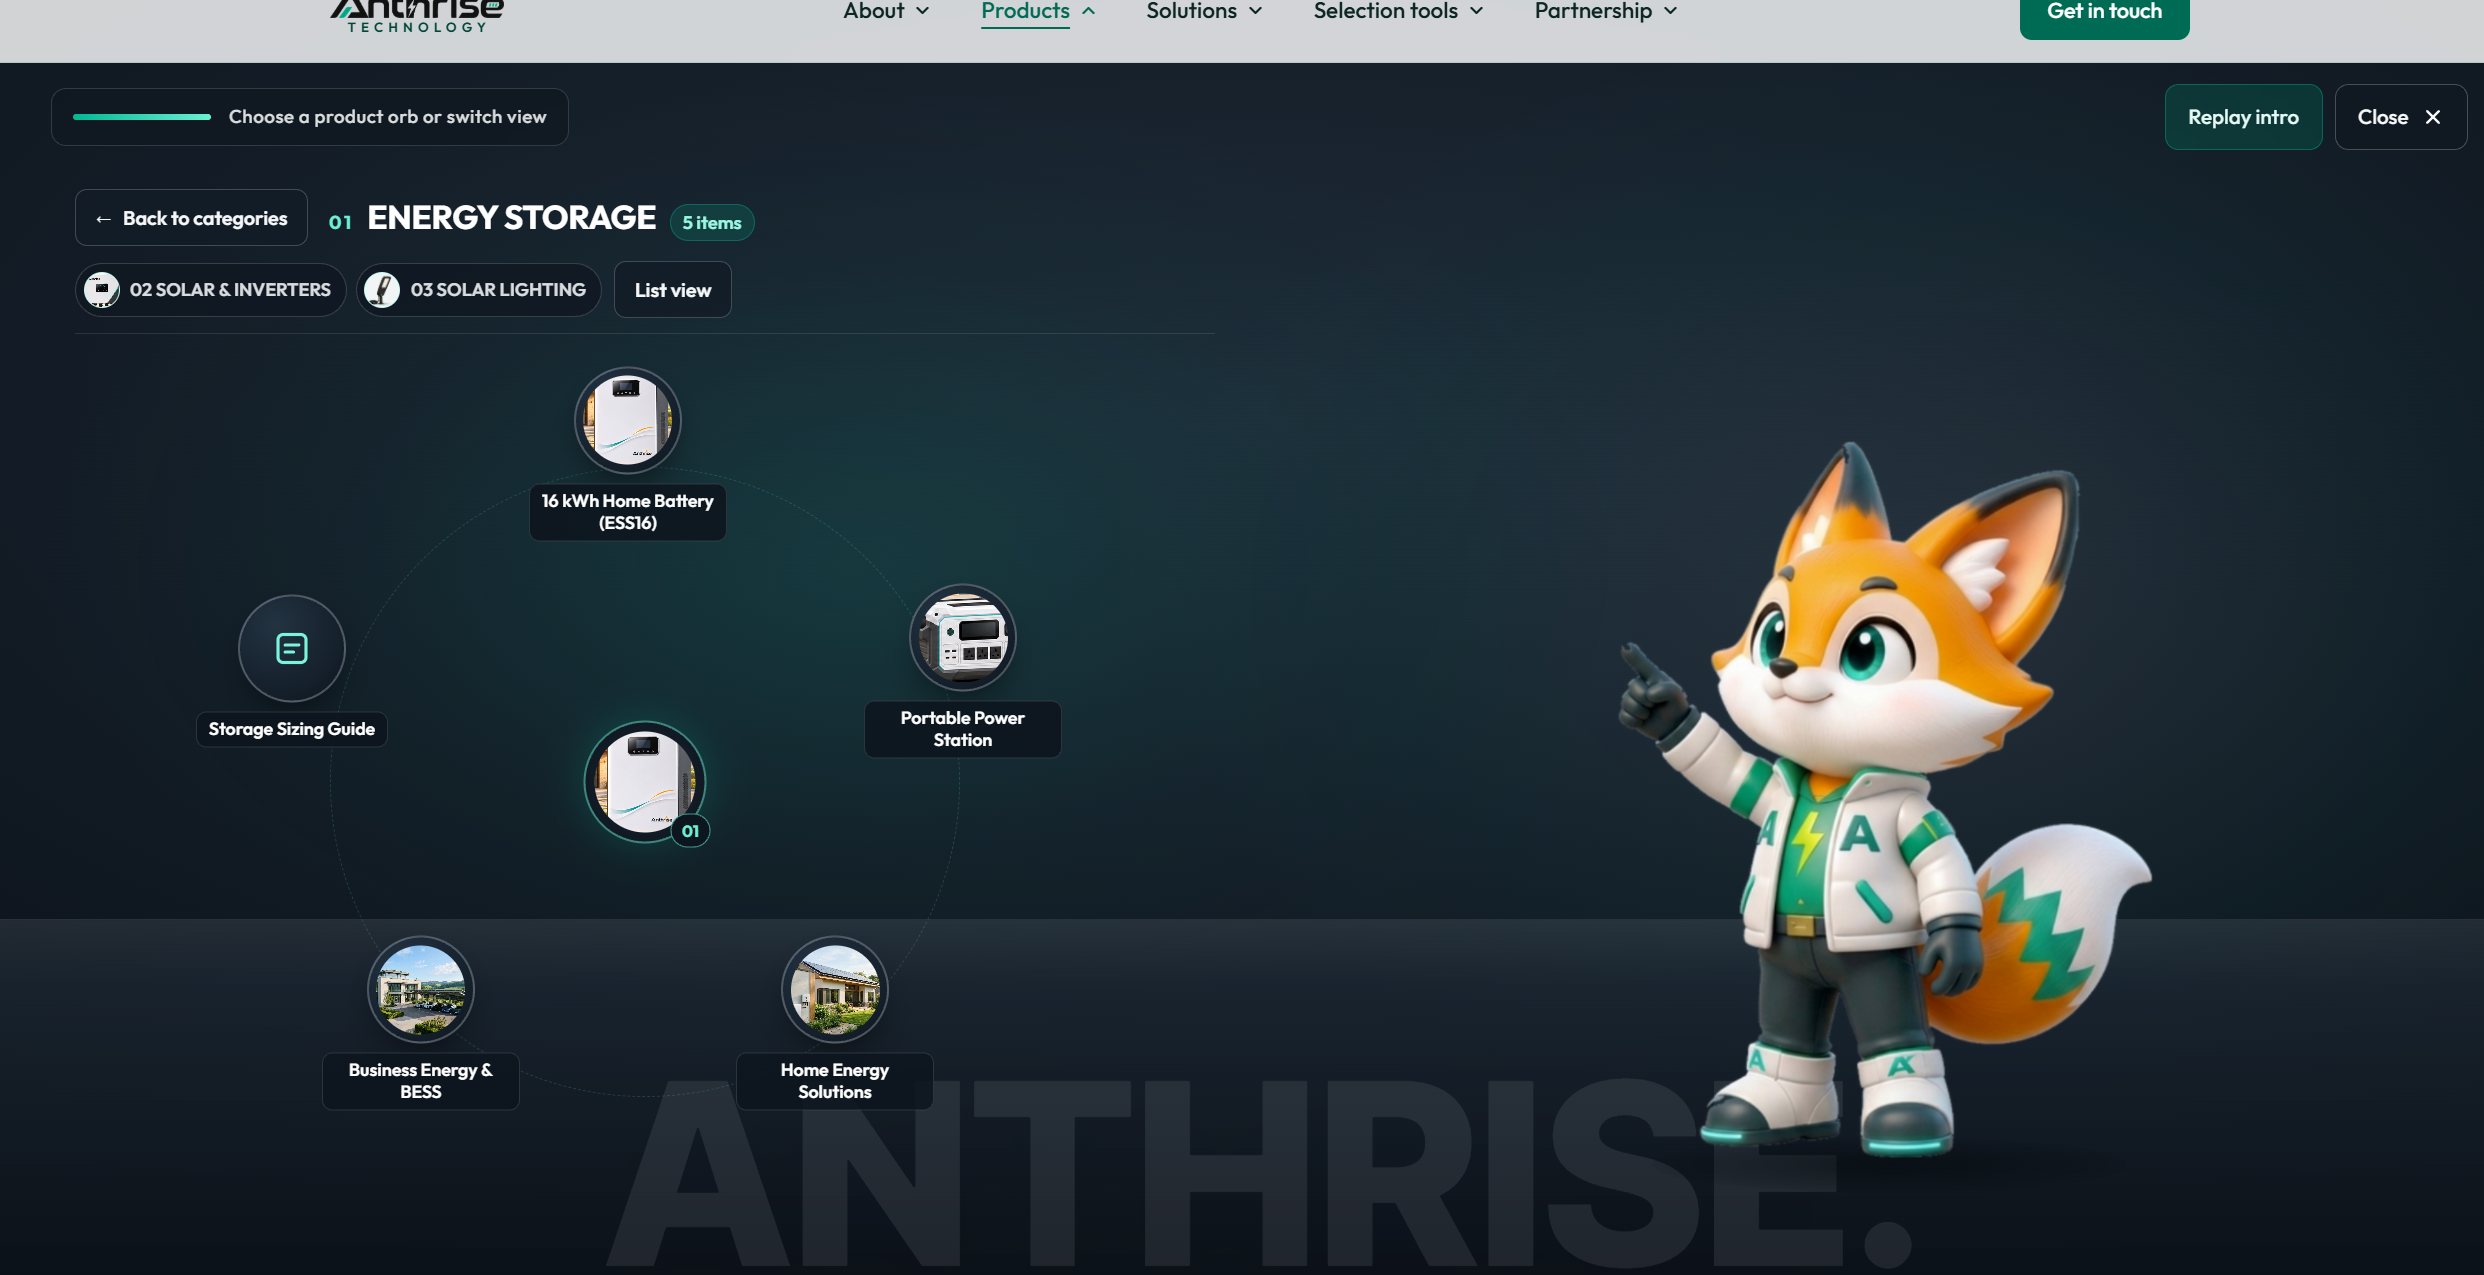 Anthrise
TECHNOLOGY
About
Products
Solutions
Selection tools
Partnership
Get in touch
Choose a product orb or switch view
Replay intro
Close
← Back to categories
01 ENERGY STORAGE 5 items
02 SOLAR & INVERTERS
03 SOLAR LIGHTING
List view
16 kWh Home Battery
(ESS16)
Storage Sizing Guide
Portable Power
Station
Anthrise
01
A A
Business Energy &
BESS
Home Energy
Solutions
A A
ANTHRISE.